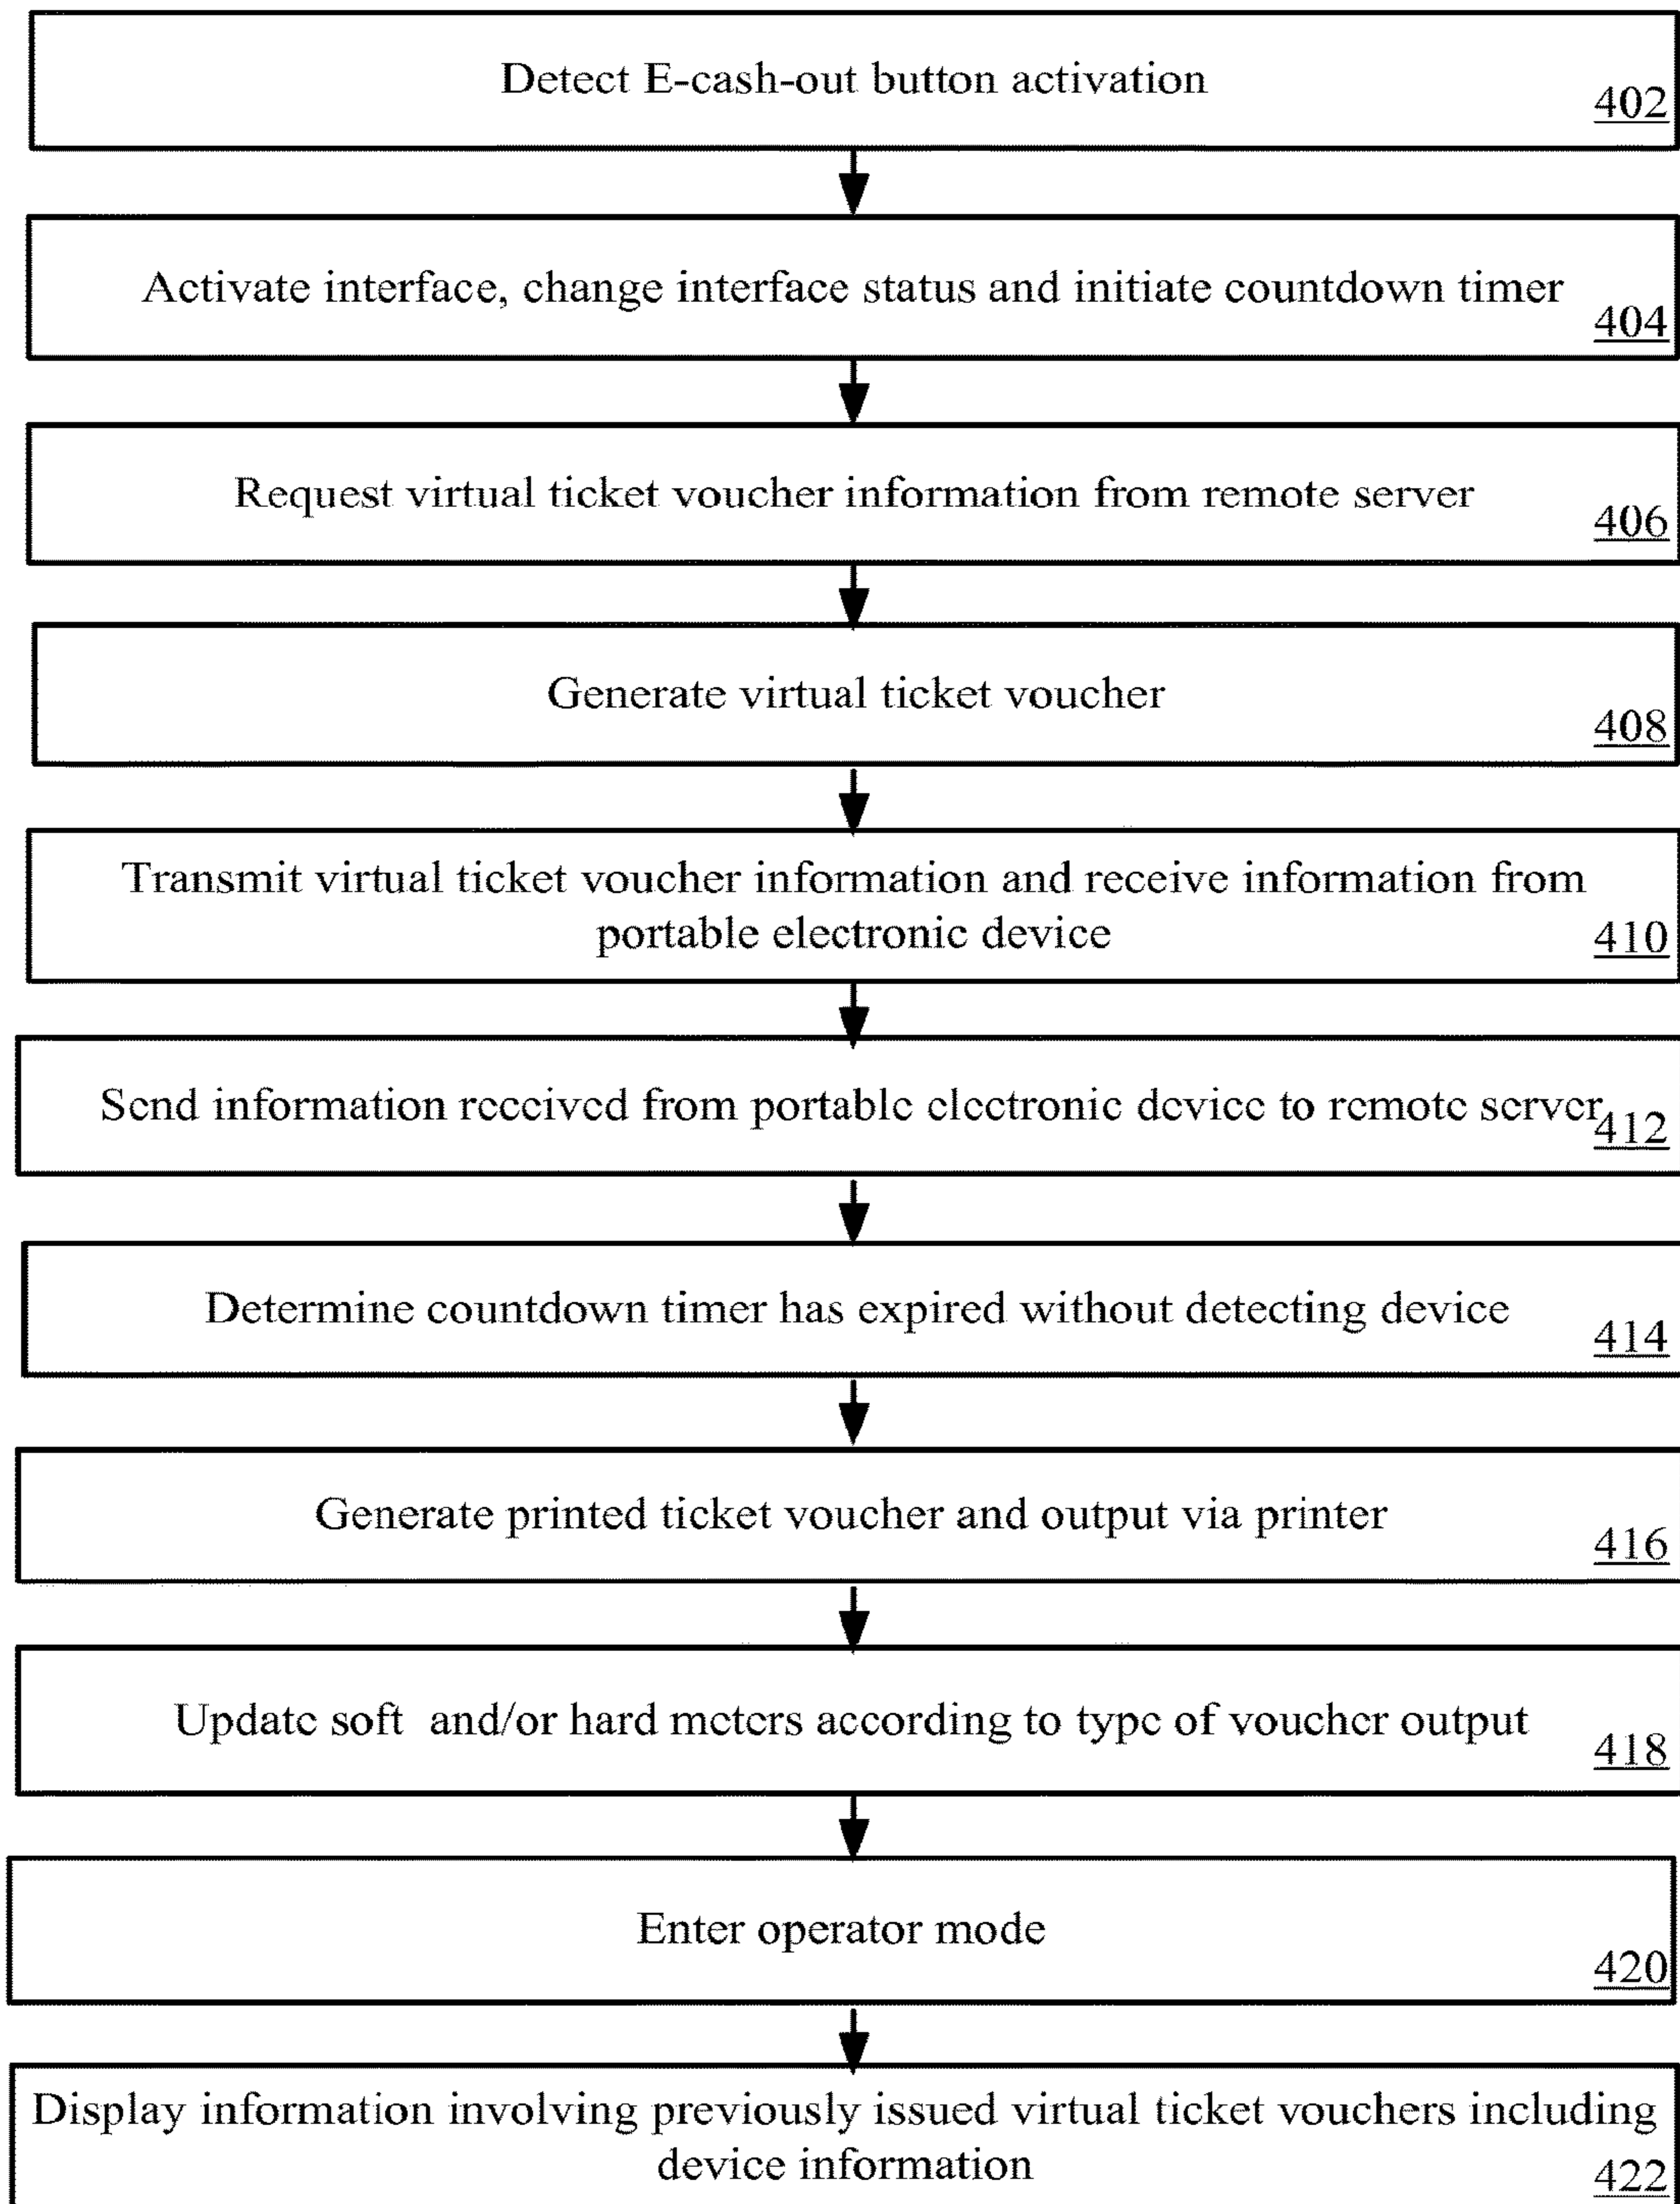 Detect E-cash-out button activation
402
Activate interface, change interface status and initiate countdown timer
404
Request virtual ticket voucher information from remote server
406
Generate virtual ticket voucher
408
Transmit virtual ticket voucher information and receive information from
portable electronic device
410
Send information received from portable electronic device to remote server
412
Determine countdown timer has expired without detecting device
414
Generate printed ticket voucher and output via printer
416
Update soft and/or hard meters according to type of voucher output
418
Enter operator mode
420
Display information involving previously issued virtual ticket vouchers including
device information
422